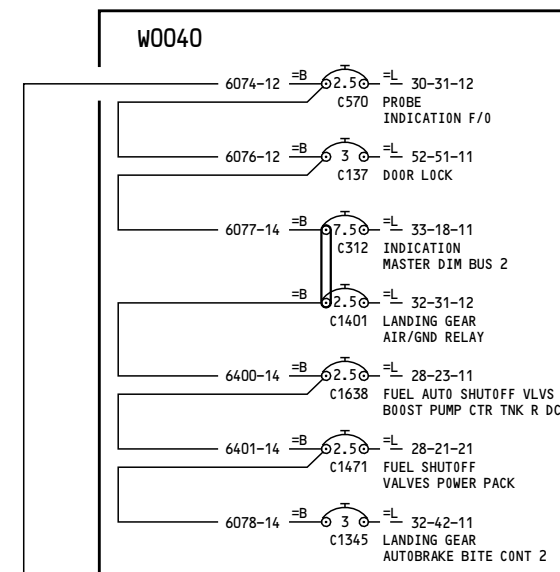 W0040
6074-12 =B 2.5 =L 30-31-12
C570 PROBE
INDICATION F/O
6076-12 =B 3 =L 52-51-11
C137 DOOR LOCK
6077-14 =B 7.5 =L 33-18-11
C312 INDICATION
MASTER DIM BUS 2
=B 2.5 =L 32-31-12
C1401 LANDING GEAR
AIR/GND RELAY
6400-14 =B 2.5 =L 28-23-11
C1638 FUEL AUTO SHUTOFF VLVS
BOOST PUMP CTR TNK R DC
6401-14 =B 2.5 =L 28-21-21
C1471 FUEL SHUTOFF
VALVES POWER PACK
6078-14 =B 3 =L 32-42-11
C1345 LANDING GEAR
AUTOBRAKE BITE CONT 2